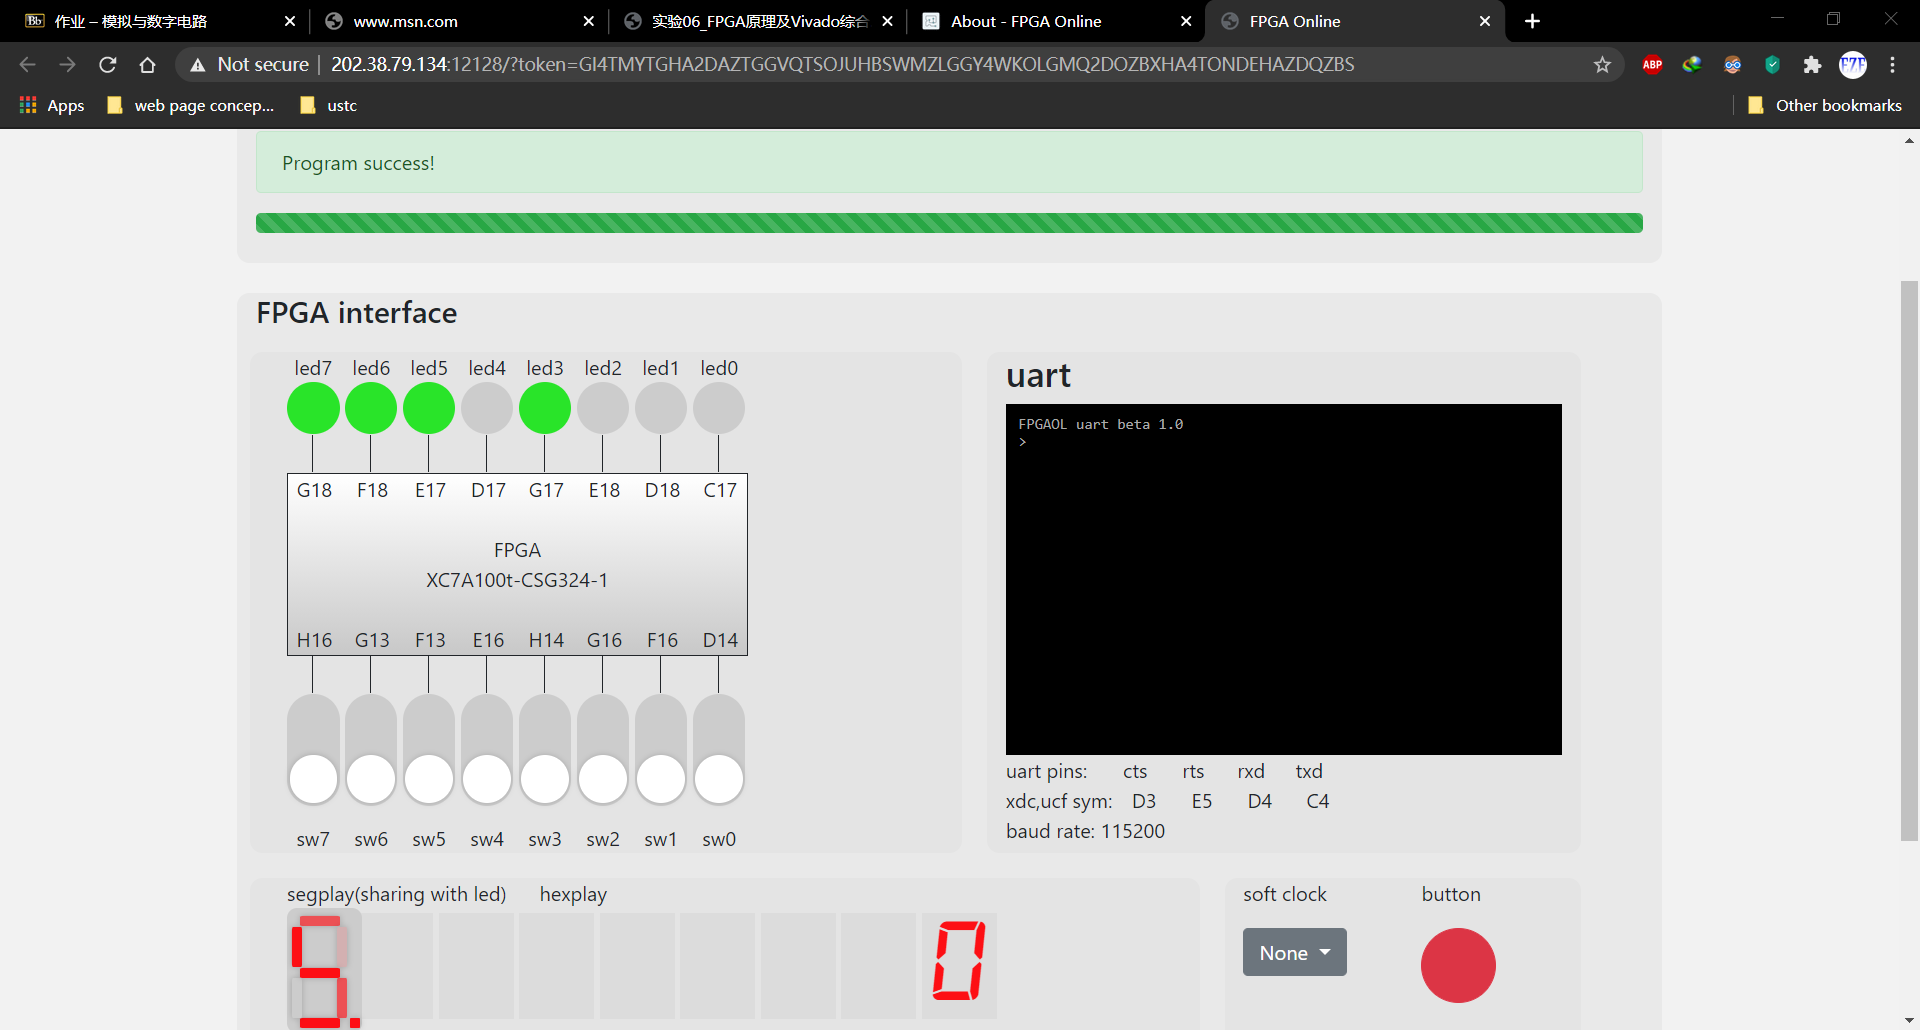 作业 – 模拟与数字电路
www.msn.com
实验06_FPGA原理及Vivado综合
About - FPGA Online
FPGA Online
Not secure | 202.38.79.134:12128/?token=GI4TMYTGHA2DAZTGGVQTSOJUHBSWMZLGGY4WKOLGMQ2DOZBXHA4TONDEHAZDQZBS
ABP
FZF
Apps
web page concep...
ustc
Other bookmarks
Program success!
FPGA interface
led7 led6 led5 led4 led3 led2 led1 led0
G18 F18 E17 D17 G17 E18 D18 C17
FPGA
XC7A100t-CSG324-1
H16 G13 F13 E16 H14 G16 F16 D14
sw7 sw6 sw5 sw4 sw3 sw2 sw1 sw0
uart
FPGAOL uart beta 1.0
>
uart pins: cts rts rxd txd
xdc,ucf sym: D3 E5 D4 C4
baud rate: 115200
segplay(sharing with led) hexplay
5. 0
soft clock
None
button